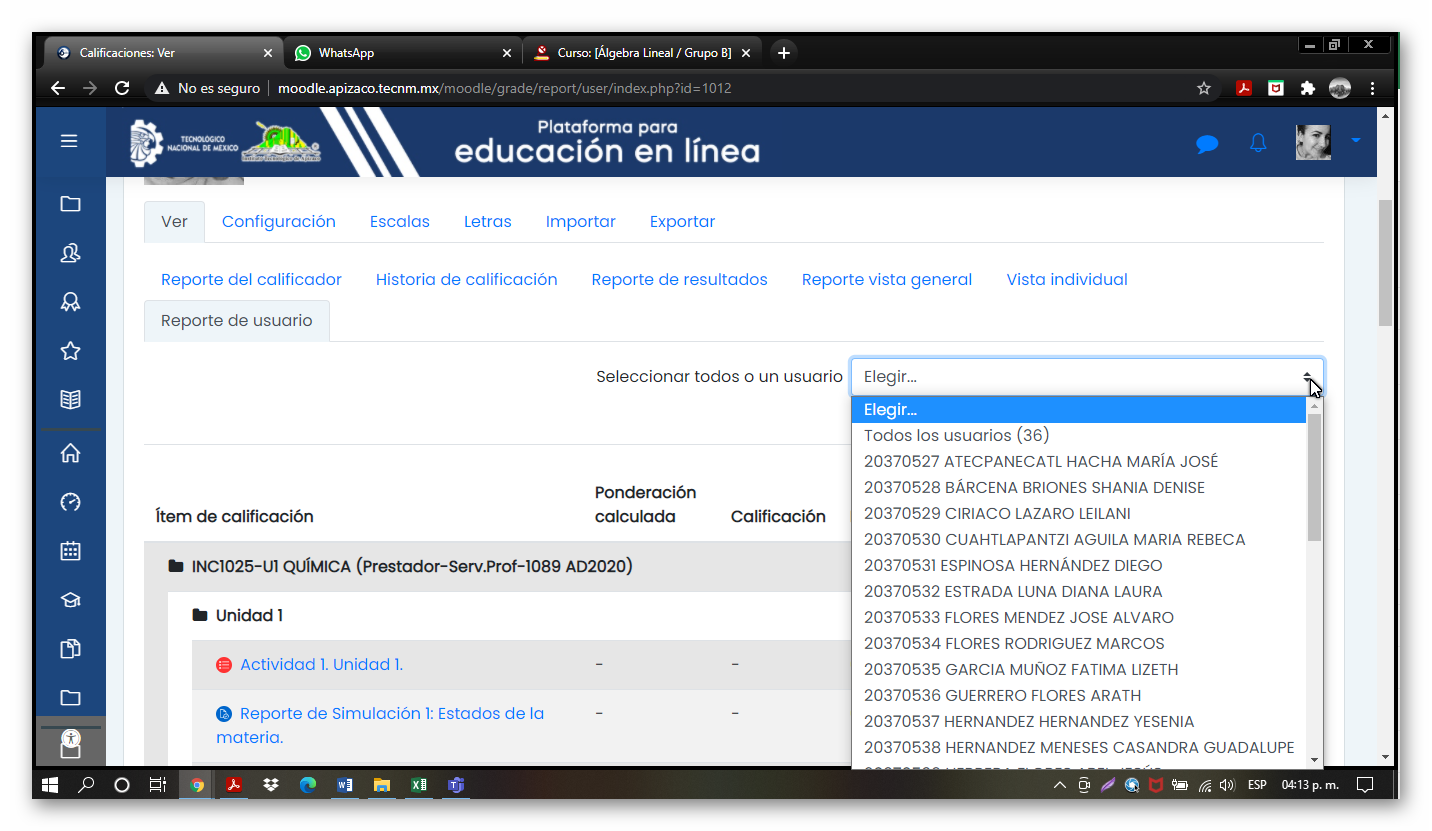 Calificaciones: Ver
WhatsApp
Curso: [Álgebra Lineal / Grupo B]
No es seguro | moodle.apizaco.tecnm.mx/moodle/grade/report/user/index.php?id=1012
TECNOLÓGICO
NACIONAL DE MÉXICO
Plataforma para
educación en línea
Ver Configuración Escalas Letras Importar Exportar
Reporte del calificador Historia de calificación Reporte de resultados Reporte vista general Vista individual
Reporte de usuario
Seleccionar todos o un usuario Elegir...
Elegir...
Todos los usuarios (36)
20370527 ATECPANECATL HACHA MARÍA JOSÉ
20370528 BÁRCENA BRIONES SHANIA DENISE
20370529 CIRIACO LAZARO LEILANI
20370530 CUAHTLAPANTZI AGUILA MARIA REBECA
20370531 ESPINOSA HERNÁNDEZ DIEGO
20370532 ESTRADA LUNA DIANA LAURA
20370533 FLORES MENDEZ JOSE ALVARO
20370534 FLORES RODRIGUEZ MARCOS
20370535 GARCIA MUÑOZ FATIMA LIZETH
20370536 GUERRERO FLORES ARATH
20370537 HERNANDEZ HERNANDEZ YESENIA
20370538 HERNANDEZ MENESES CASANDRA GUADALUPE
Ítem de calificación
Ponderación
calculada
Calificación
INC1025-U1 QUÍMICA (Prestador-Serv.Prof-1089 AD2020)
Unidad 1
Actividad 1. Unidad 1. - -
Reporte de Simulación 1: Estados de la - -
materia.
ESP 04:13 p. m.